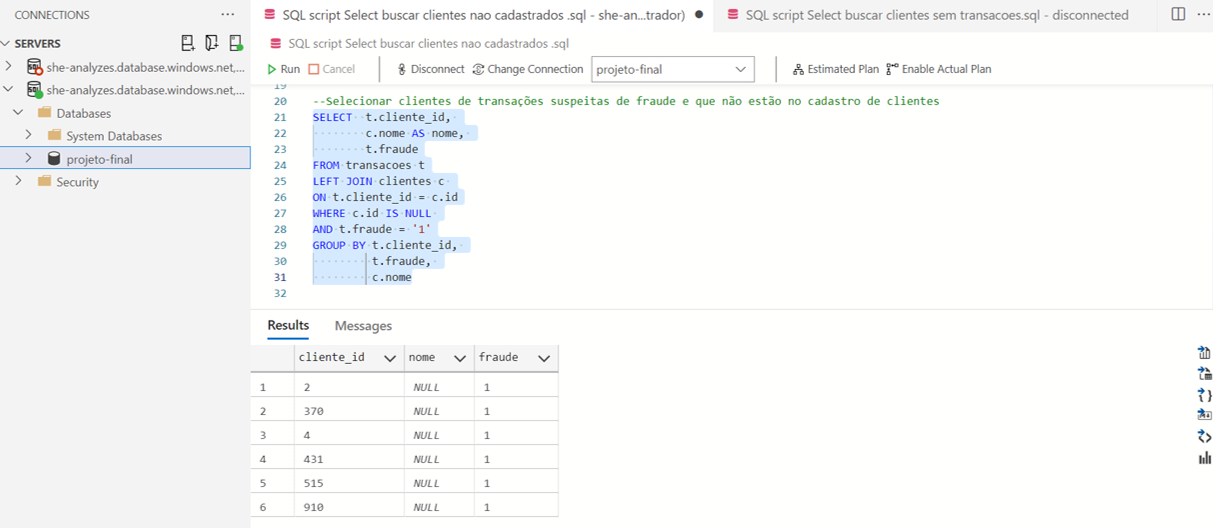 CONNECTIONS ...
SERVERS
she-analyzes.database.windows.net,...
she-analyzes.database.windows.net,...
Databases
System Databases
projeto-final
Security
SQL script Select buscar clientes nao cadastrados .sql - she-an...trador)
SQL script Select buscar clientes sem transacoes.sql - disconnected
SQL script Select buscar clientes nao cadastrados .sql
Run Cancel Disconnect Change Connection projeto-final Estimated Plan Enable Actual Plan
19
20 --Selecionar clientes de transações suspeitas de fraude e que não estão no cadastro de clientes
21 SELECT t.cliente_id,
22 c.nome AS nome,
23 t.fraude
24 FROM transacoes t
25 LEFT JOIN clientes c
26 ON t.cliente_id = c.id
27 WHERE c.id IS NULL
28 AND t.fraude = '1'
29 GROUP BY t.cliente_id,
30 t.fraude,
31 c.nome
32
Results Messages
cliente_id nome fraude
1 2 NULL 1
2 370 NULL 1
3 4 NULL 1
4 431 NULL 1
5 515 NULL 1
6 910 NULL 1